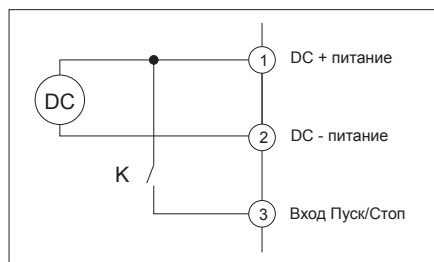 1 DC + питание
DC
2 DC - питание
K
3 Вход Пуск/Стоп